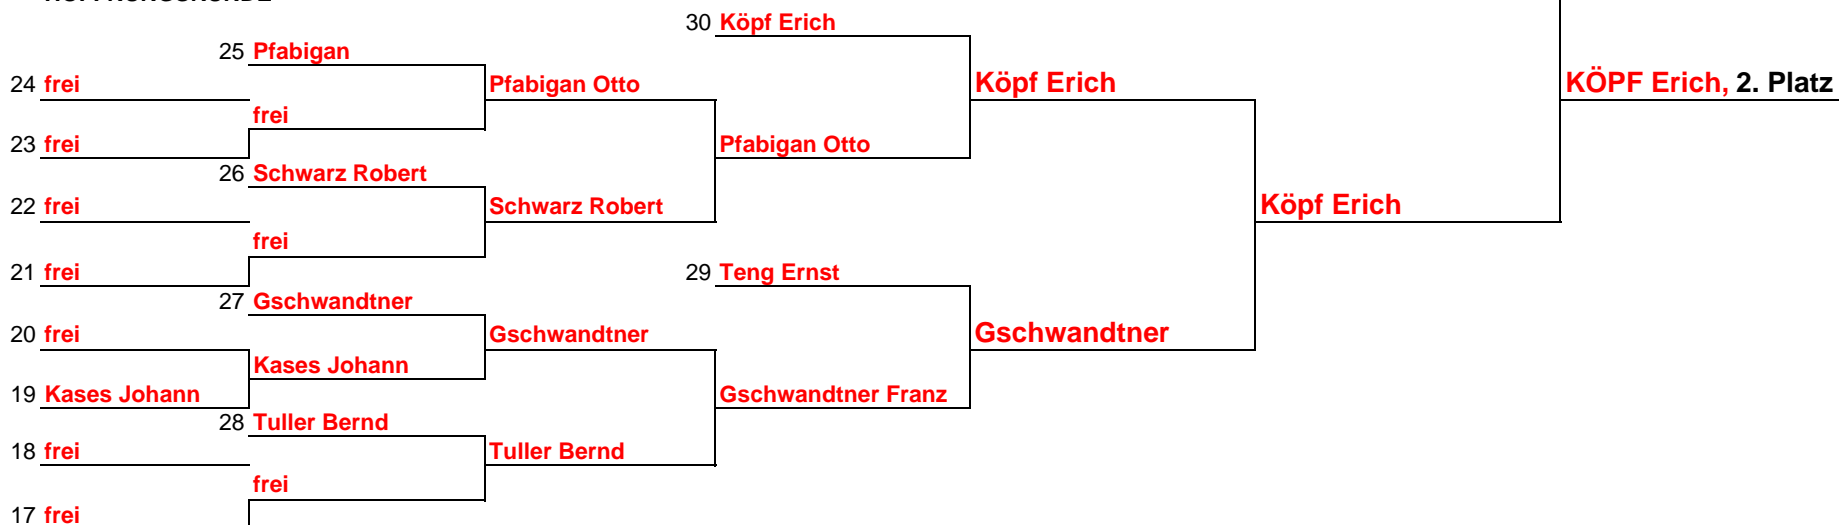 30 Köpf Erich
25 Pfabigan
24 frei
Pfabigan Otto
Köpf Erich
KÖPF Erich, 2. Platz
frei
23 frei
Pfabigan Otto
26 Schwarz Robert
22 frei
Schwarz Robert
Köpf Erich
frei
21 frei
29 Teng Ernst
27 Gschwandtner
20 frei
Gschwandtner
Gschwandtner
Kases Johann
19 Kases Johann
Gschwandtner Franz
28 Tuller Bernd
18 frei
Tuller Bernd
frei
17 frei